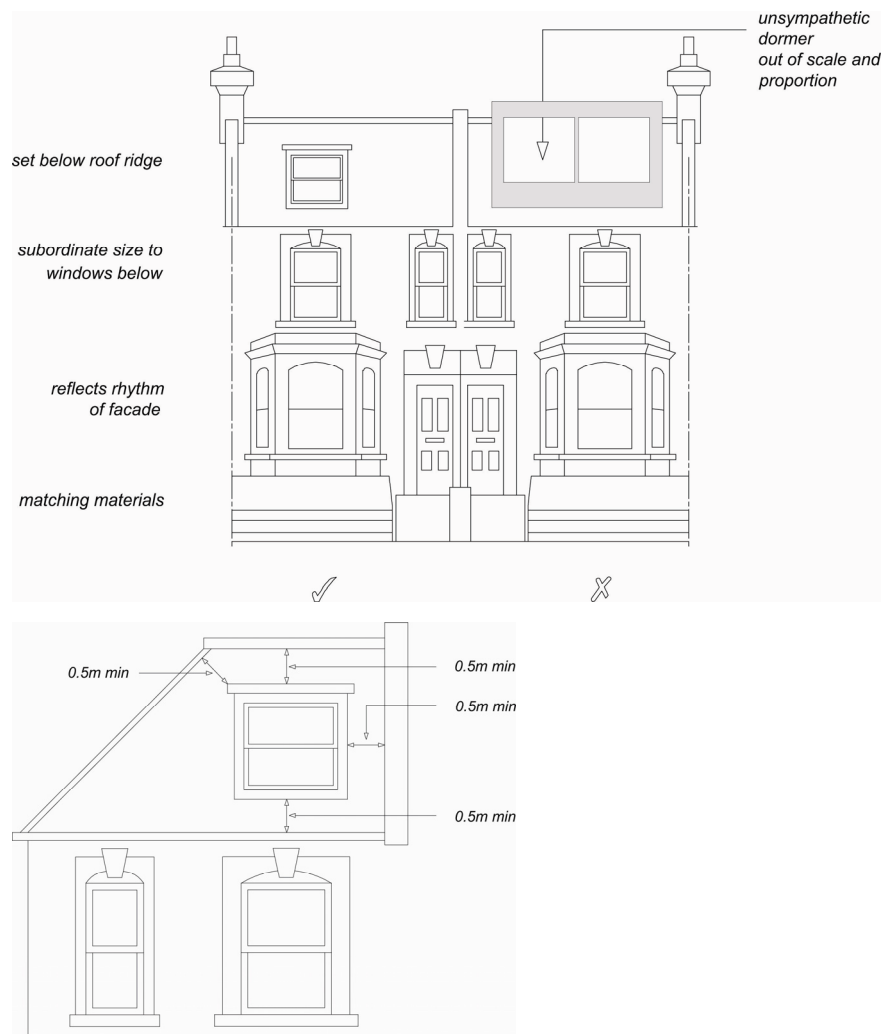 unsympathetic
dormer
out of scale and
proportion
set below roof ridge
subordinate size to
windows below
reflects rhythm
of facade
matching materials
✓ ✗
0.5m min
0.5m min
0.5m min
0.5m min